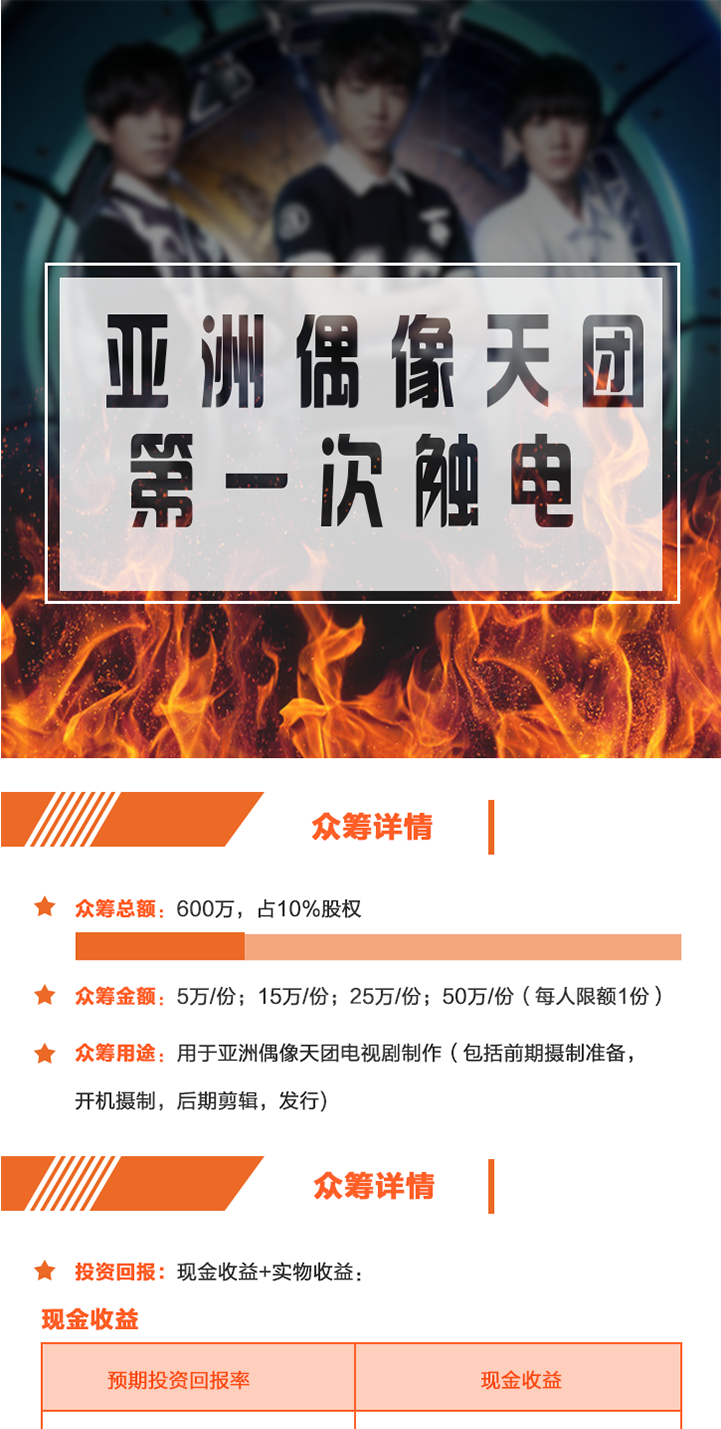 亚洲偶像天团
第一次触电
众筹详情
众筹总额：600万，占10%股权
众筹金额：5万/份；15万/份；25万/份；50万/份（每人限额1份）
众筹用途：用于亚洲偶像天团电视剧制作（包括前期摄制准备，
开机摄制，后期剪辑，发行)
众筹详情
投资回报：现金收益+实物收益：
现金收益
预期投资回报率
现金收益